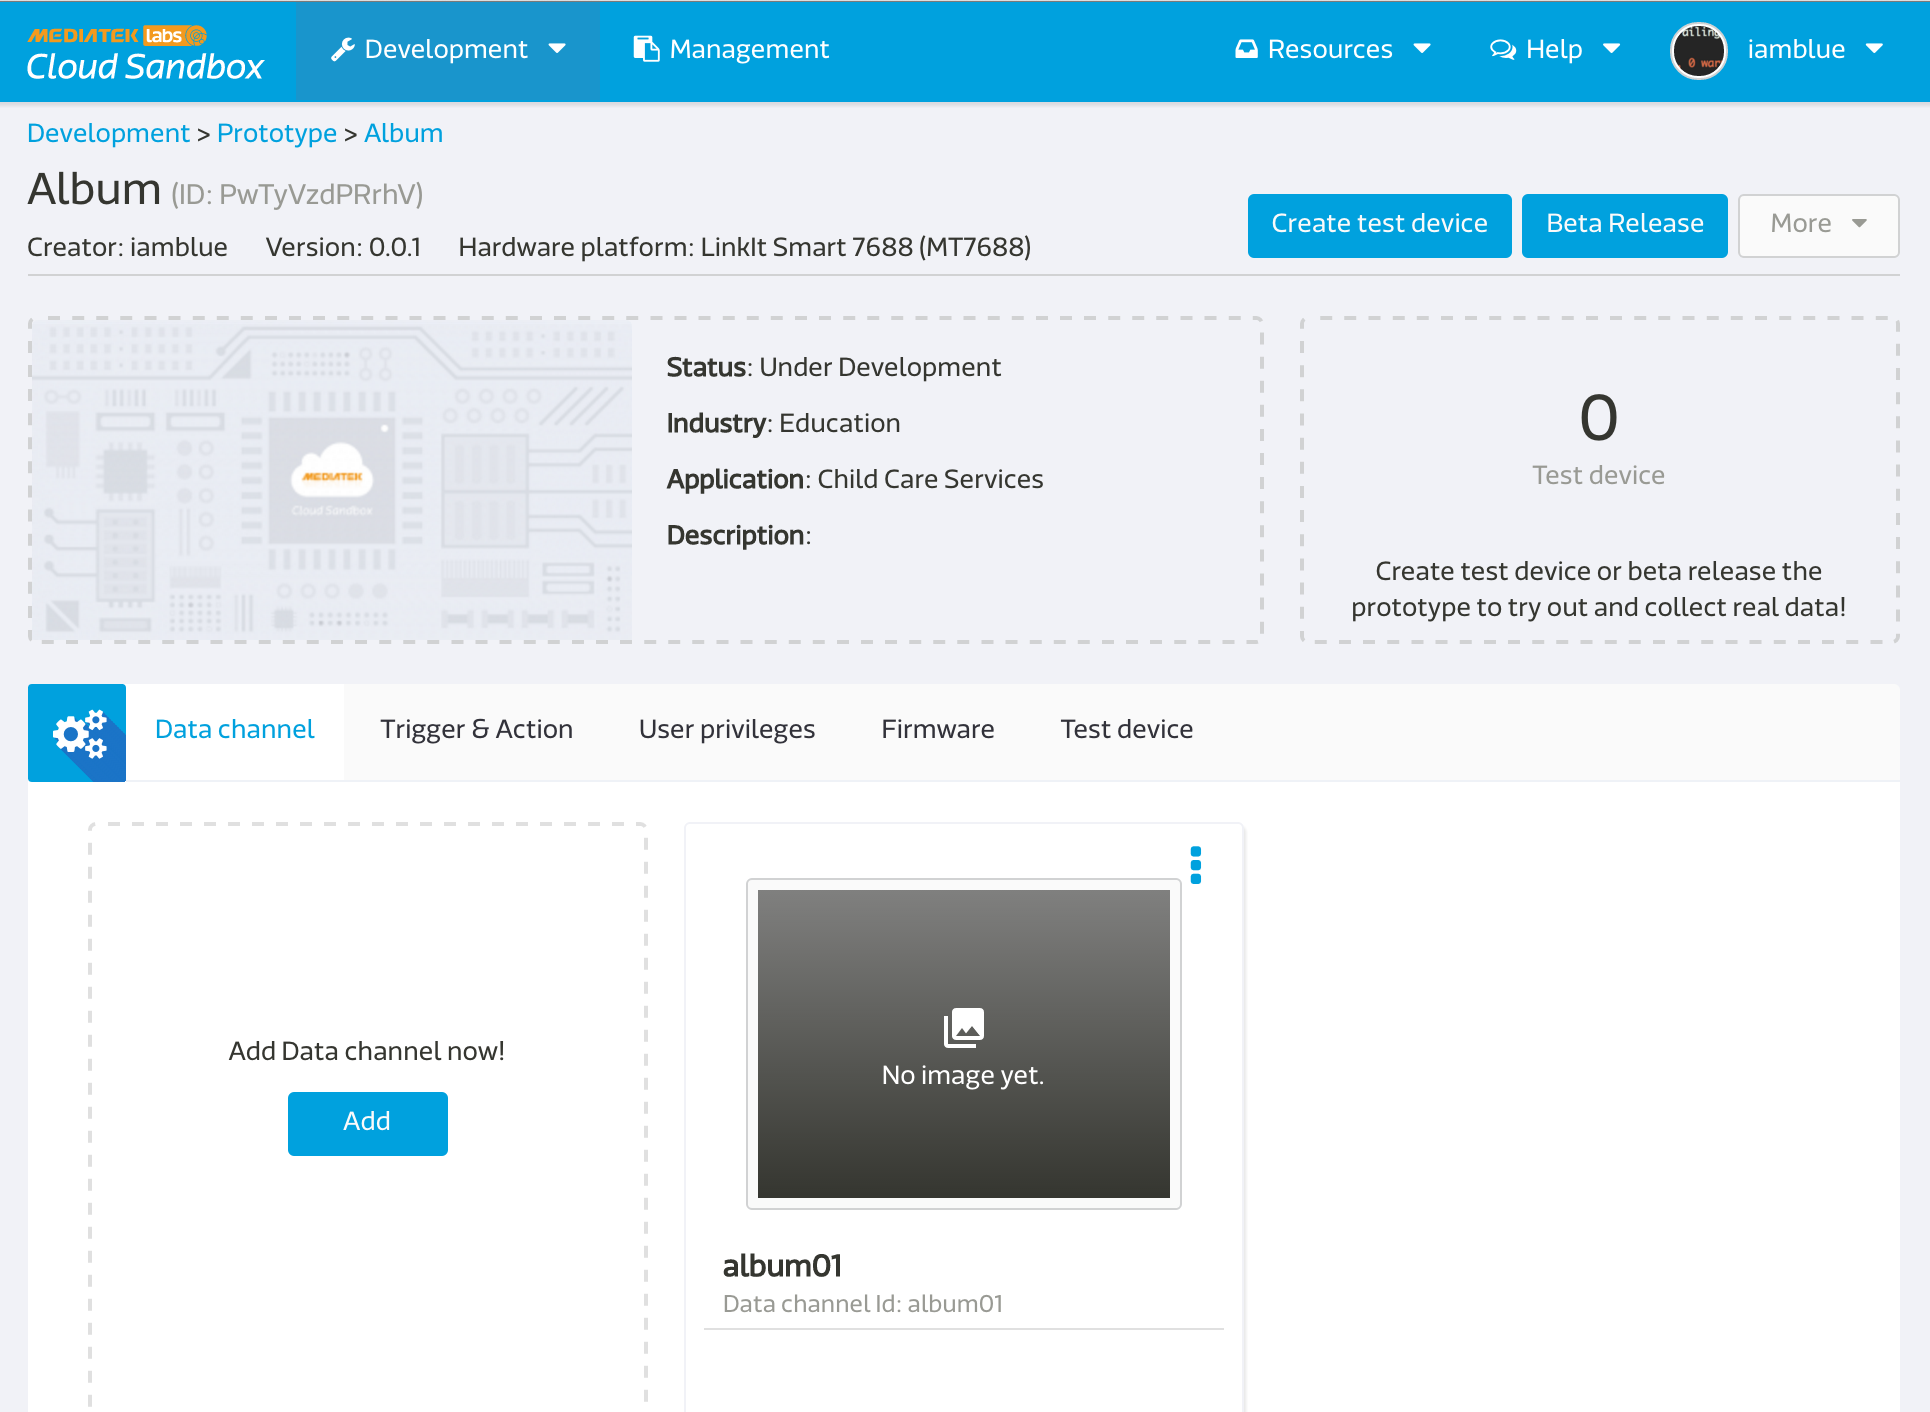 MEDIATEK labs
Cloud Sandbox
Development
Management
Resources
Help
ailing
0 war
iamblue
Development > Prototype > Album
Album (ID: PwTyVzdPRrhV)
Creator: iamblue Version: 0.0.1 Hardware platform: LinkIt Smart 7688 (MT7688)
Create test device
Beta Release
More
MEDIATEK
Cloud Sandbox
Status: Under Development
Industry: Education
Application: Child Care Services
Description:
0
Test device
Create test device or beta release the
prototype to try out and collect real data!
Data channel
Trigger & Action
User privileges
Firmware
Test device
Add Data channel now!
Add
No image yet.
album01
Data channel Id: album01